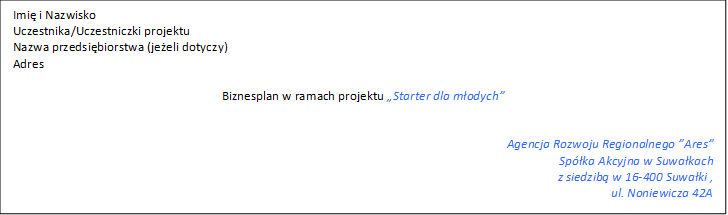 Imię i Nazwisko
Uczestnika/Uczestniczki projektu
Nazwa przedsiębiorstwa (jeżeli dotyczy)
Adres
Biznesplan w ramach projektu „Starter dla młodych”
Agencja Rozwoju Regionalnego ”Ares”
Spółka Akcyjna w Suwałkach
z siedzibą w 16-400 Suwałki ,
ul. Noniewicza 42A